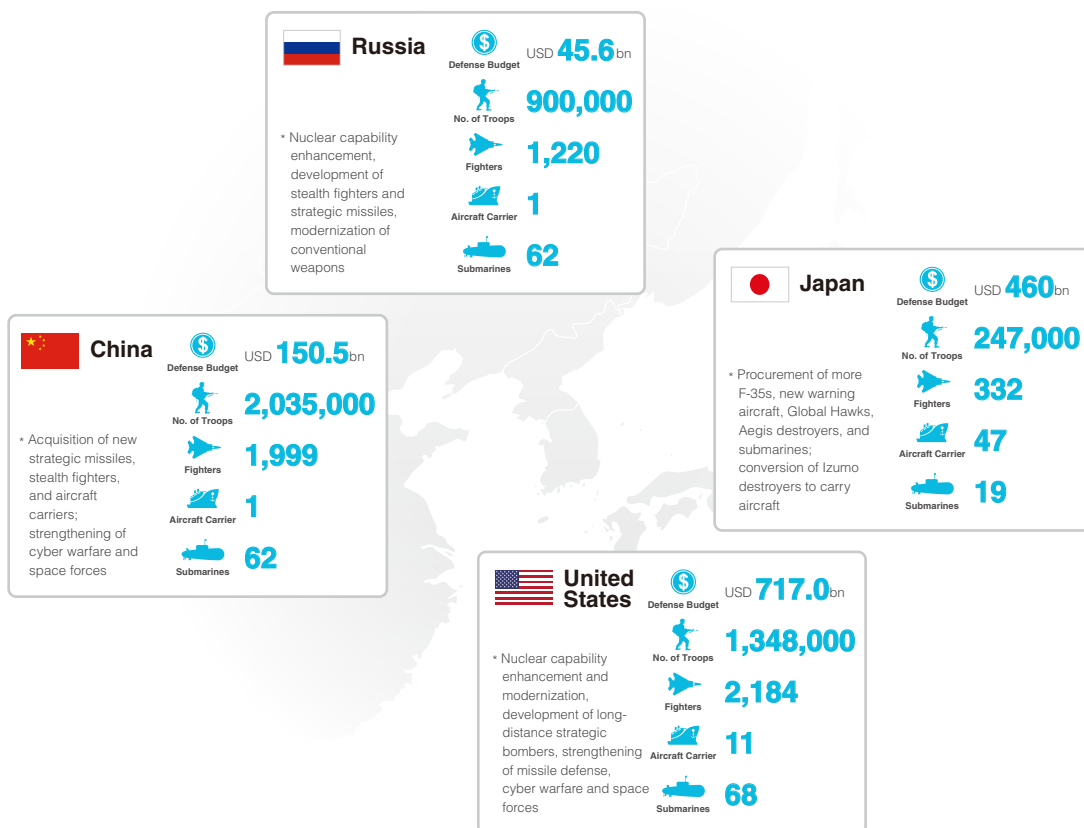 Russia
Defense Budget
USD 45.6bn
No. of Troops
900,000
Fighters
1,220
Aircraft Carrier
1
Submarines
62
* Nuclear capability
enhancement,
development of
stealth fighters and
strategic missiles,
modernization of
conventional
weapons
Japan
Defense Budget
USD 460bn
No. of Troops
247,000
Fighters
332
Aircraft Carrier
47
Submarines
19
* Procurement of more
F-35s, new warning
aircraft, Global Hawks,
Aegis destroyers, and
submarines;
conversion of Izumo
destroyers to carry
aircraft
China
Defense Budget
USD 150.5bn
No. of Troops
2,035,000
Fighters
1,999
Aircraft Carrier
1
Submarines
62
* Acquisition of new
strategic missiles,
stealth fighters,
and aircraft
carriers;
strengthening of
cyber warfare and
space forces
United
States
Defense Budget
USD 717.0bn
No. of Troops
1,348,000
Fighters
2,184
Aircraft Carrier
11
Submarines
68
* Nuclear capability
enhancement and
modernization,
development of long-
distance strategic
bombers, strengthening
of missile defense,
cyber warfare and space
forces